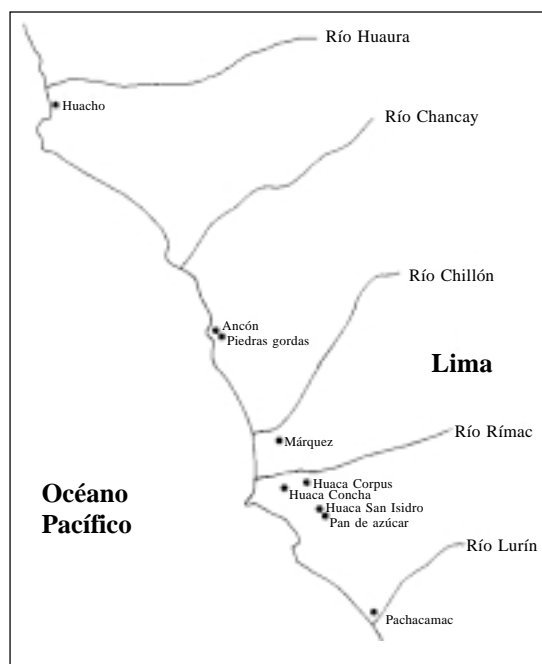 Río Huaura
Huacho
Río Chancay
Río Chillón
Ancón
Piedras gordas
Lima
Río Rímac
Márquez
Huaca Corpus
Huaca Concha
Océano
Pacífico
Huaca San Isidro
Pan de azúcar
Río Lurín
Pachacamac